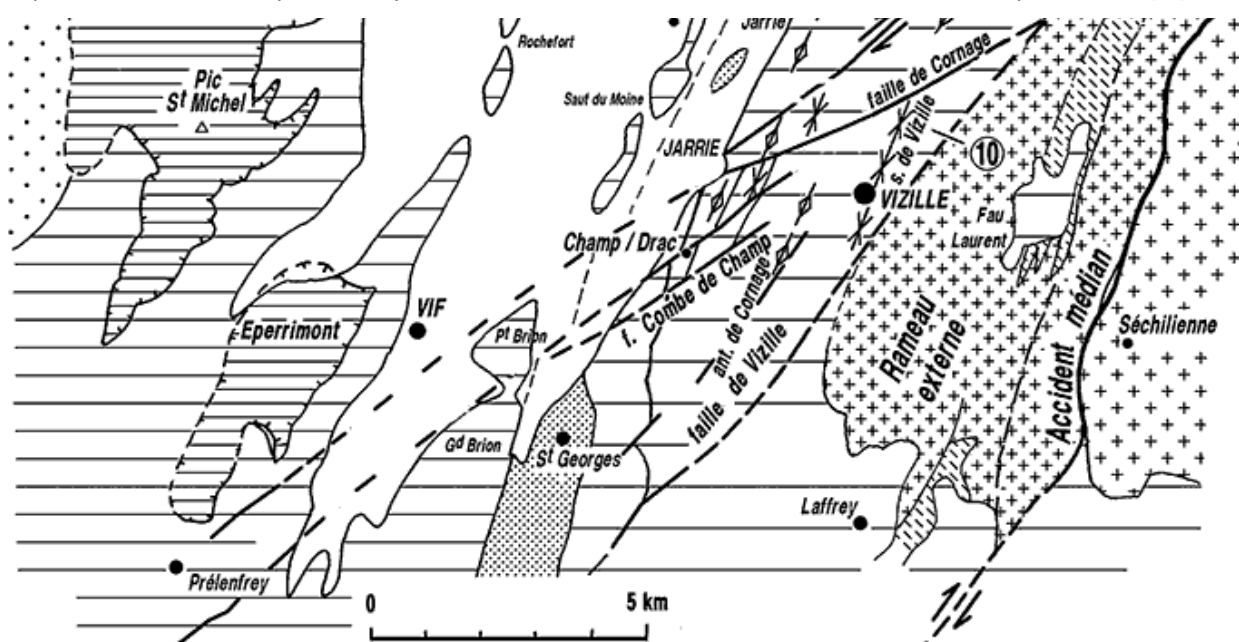 Jarrie
Rochefort
Pic
St Michel
faille de Cornage
Saut du Moine
s. de Vizille
JARRIE
10
VIZILLE
Fau
Laurent
Champ / Drac
f. Combe de Champ
ant. de Cornage
faille de Vizille
VIF
Eperrimont
Pt Brion
Rameau
externe
Accident médian
Séchilienne
Gd Brion
St Georges
Laffrey
Prélenfrey
0
5 km